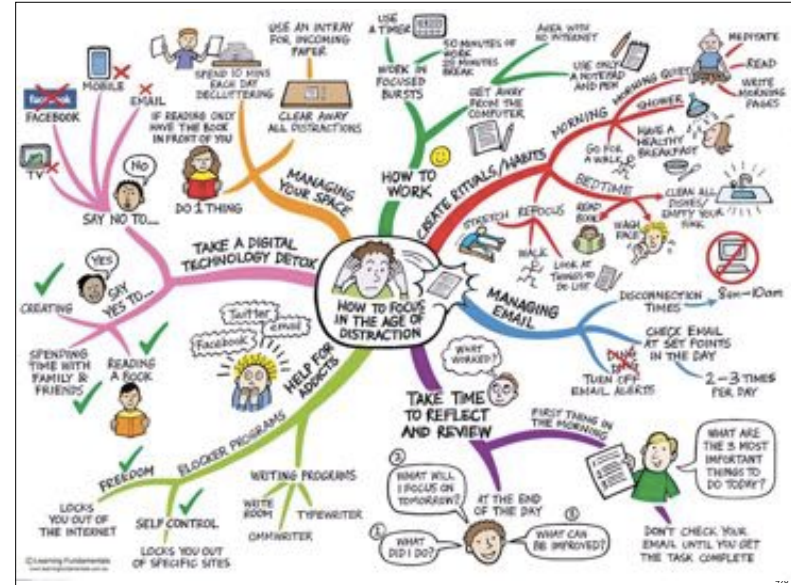 HOW TO FOCUS
IN THE AGE OF
DISTRACTION
HOW TO
WORK
USE
A TIMER
WORK IN
FOCUSED
BURSTS
50 MINUTES OF
WORK
BREAK
GET AWAY
FROM THE
COMPUTER
AREA WITH
NO INTERNET
USE ONLY
A NOTEPAD
AND PEN
CREATE RITUALS/HABITS
MORNING
MORNING QUIET
MEDITATE
READ
WRITE
MORNING
PAGES
SHOWER
HAVE A
HEALTHY
BREAKFAST
GO FOR
A WALK
BEDTIME
CLEAN ALL
DISHES/
EMPTY YOUR
SINK
READ
BOOK
WASH
FACE
REFOCUS
STRETCH
WALK
LOOK AT
THINGS TO
DO LIST
MANAGING
EMAIL
DISCONNECTION
TIMES
8am-10am
CHECK EMAIL
AT SET POINTS
IN THE DAY
2-3 TIMES
PER DAY
DING
TURN OFF
EMAIL ALERTS
TAKE TIME
TO REFLECT
AND REVIEW
WHAT
WORKED?
FIRST THING IN
THE MORNING
1
2
3
WHAT ARE
THE 3 MOST
IMPORTANT
THINGS TO
DO TODAY?
DON'T CHECK YOUR
EMAIL UNTIL YOU GET
THE TASK COMPLETE
AT THE END
OF THE DAY
WHAT
DID I DO?
WHAT WILL
I FOCUS ON
TOMORROW?
WHAT CAN
BE IMPROVED?
HELP FOR
ADDICTS
Twitter
email
Facebook
WRITING PROGRAMS
WRITE
ROOM
OMMWRITER
TYPEWRITER
BLOCKER PROGRAMS
FREEDOM
LOCKS
YOU OUT OF
THE INTERNET
SELF CONTROL
LOCKS YOU OUT
OF SPECIFIC SITES
TAKE A DIGITAL
TECHNOLOGY DETOX
SAY NO TO...
NO
TV
FACEBOOK
facebook
MOBILE
EMAIL
SAY
YES TO...
YES
CREATING
SPENDING
TIME WITH
FAMILY &
FRIENDS
READING
A BOOK
MANAGING
YOUR SPACE
DO 1 THING
IF READING ONLY
HAVE THE BOOK
IN FRONT OF YOU
SPEND 10 MINS
EACH DAY
DECLUTTERING
CLEAR AWAY
ALL DISTRACTIONS
USE AN INTRAY
FOR INCOMING
PAPER
© Learning Fundamentals